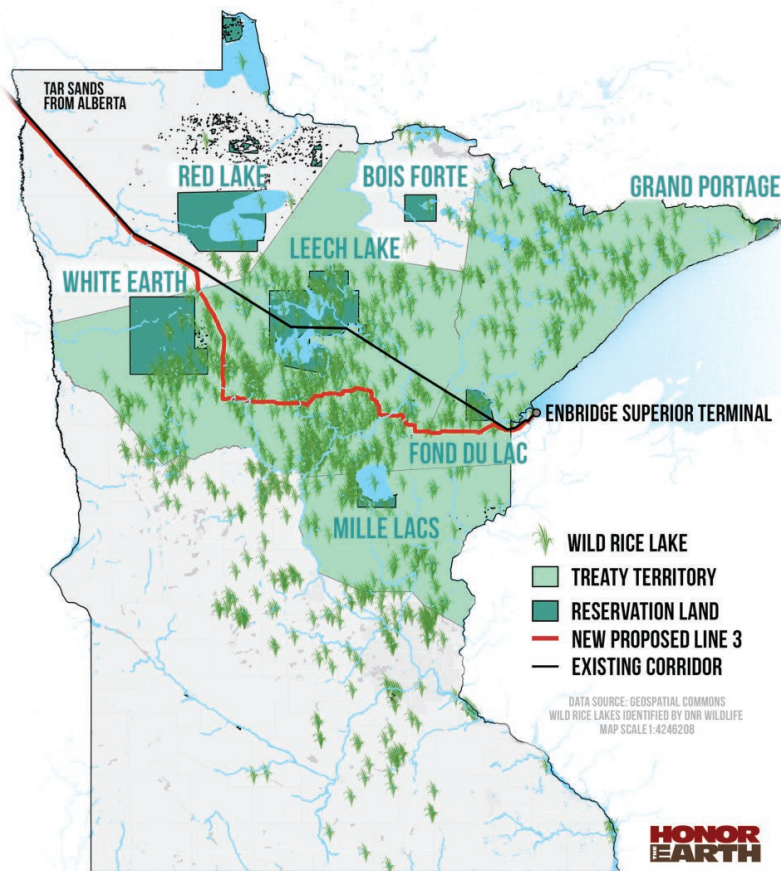 TAR SANDS
FROM ALBERTA
RED LAKE
BOIS FORTE
GRAND PORTAGE
LEECH LAKE
WHITE EARTH
ENBRIDGE SUPERIOR TERMINAL
FOND DU LAC
MILLE LACS
WILD RICE LAKE
TREATY TERRITORY
RESERVATION LAND
NEW PROPOSED LINE 3
EXISTING CORRIDOR
DATA SOURCE: GEOSPATIAL COMMONS
WILD RICE LAKES IDENTIFIED BY DNR WILDLIFE
MAP SCALE 1:4246208
HONOR
THE EARTH